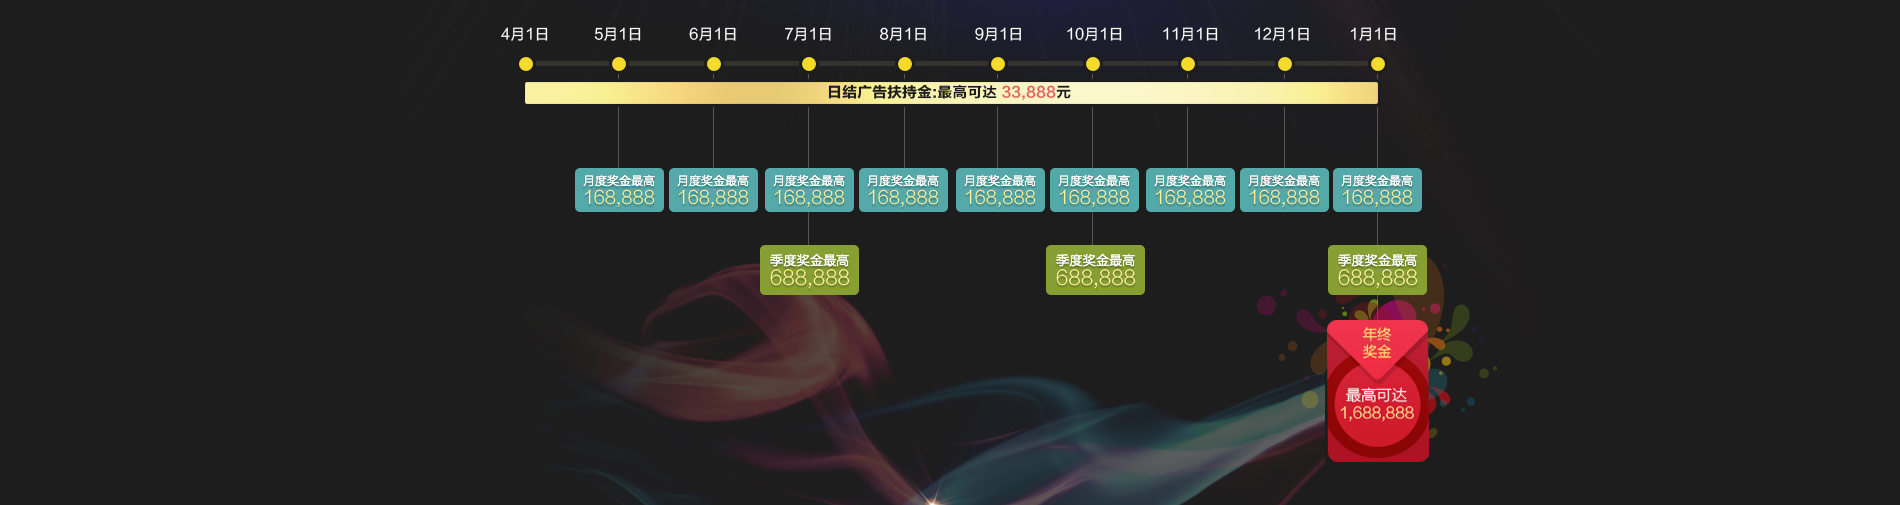 4月1日 5月1日 6月1日 7月1日 8月1日 9月1日 10月1日 11月1日 12月1日 1月1日
日结广告扶持金:最高可达 33,888元
月度奖金最高 月度奖金最高 月度奖金最高 月度奖金最高 月度奖金最高 月度奖金最高 月度奖金最高 月度奖金最高 月度奖金最高
168,888 168,888 168,888 168,888 168,888 168,888 168,888 168,888 168,888
季度奖金最高 季度奖金最高 季度奖金最高
688,888 688,888 688,888
年终
奖金
最高可达
1,688,888